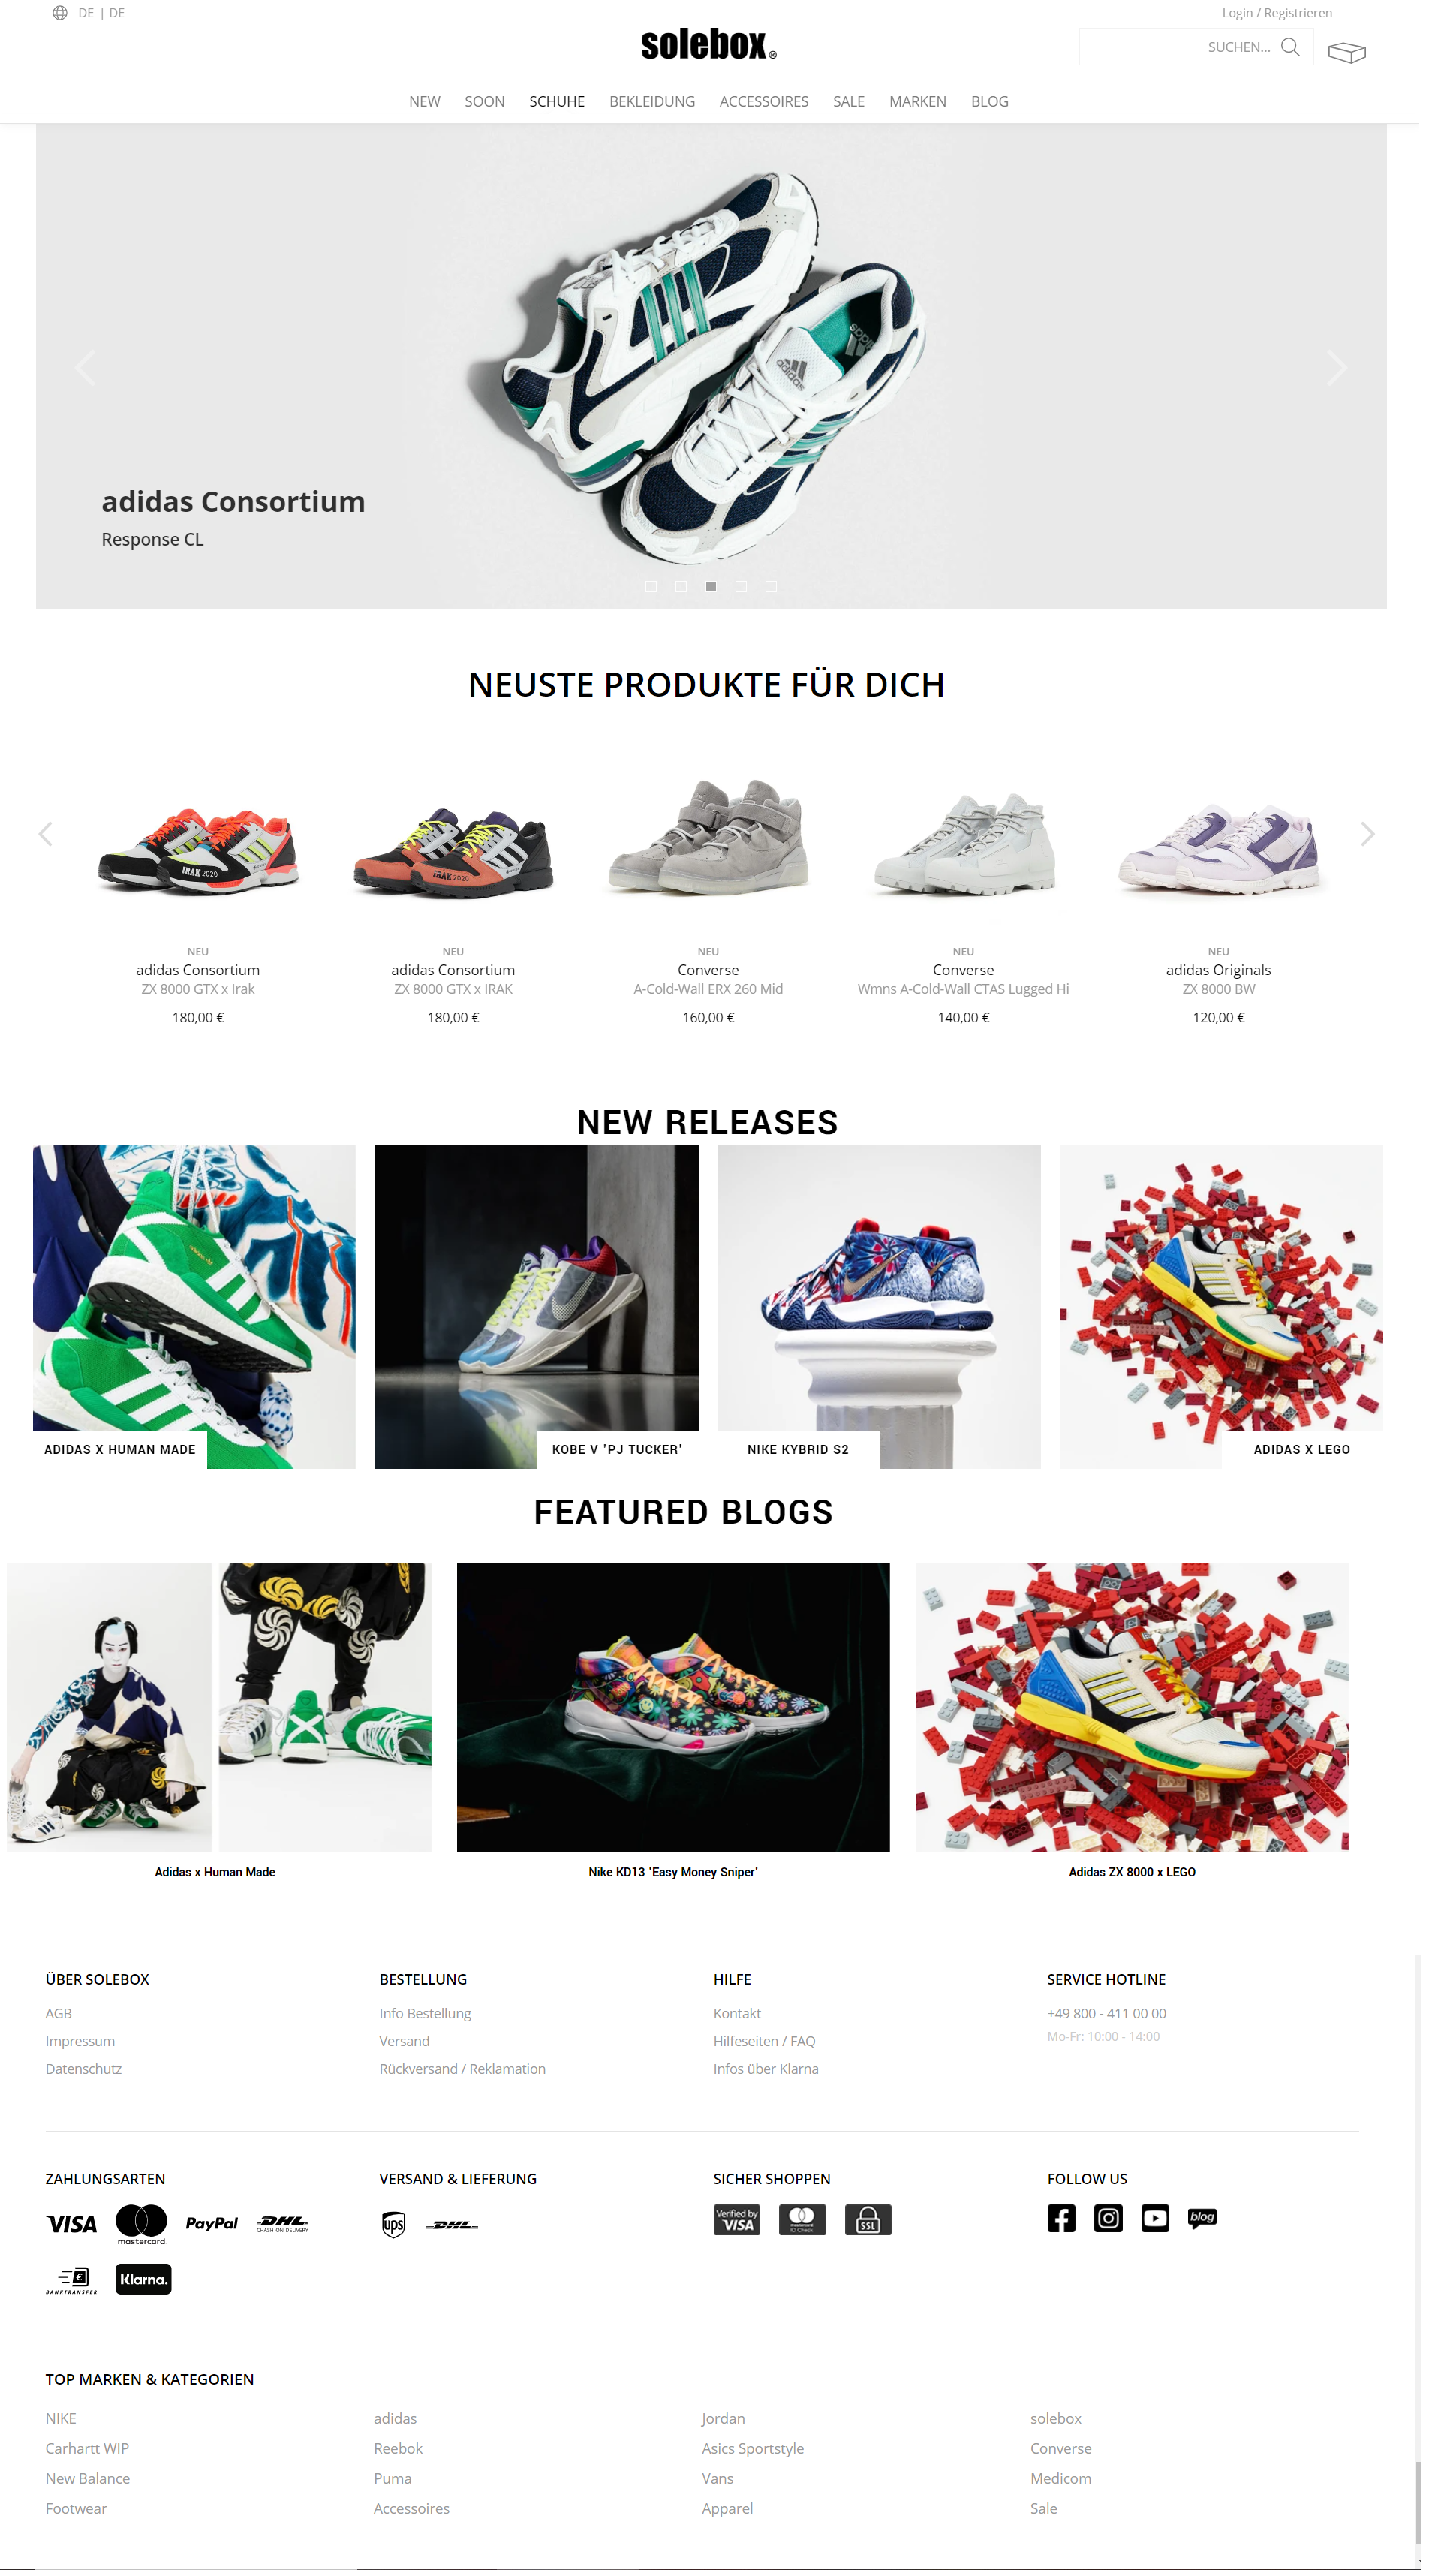 DE | DE
Login / Registrieren
solebox®
SUCHEN...
NEW SOON SCHUHE BEKLEIDUNG ACCESSOIRES SALE MARKEN BLOG
adidas
adidas
adidas Consortium
Response CL
NEUSTE PRODUKTE FÜR DICH
IRAK 2020
IRAK 2020
NEU
adidas Consortium
ZX 8000 GTX x Irak
180,00 €
NEU
adidas Consortium
ZX 8000 GTX x IRAK
180,00 €
NEU
Converse
A-Cold-Wall ERX 260 Mid
160,00 €
NEU
Converse
Wmns A-Cold-Wall CTAS Lugged Hi
140,00 €
NEU
adidas Originals
ZX 8000 BW
120,00 €
NEW RELEASES
ADIDAS X HUMAN MADE
KOBE V 'PJ TUCKER'
NIKE KYBRID S2
ADIDAS X LEGO
FEATURED BLOGS
Adidas x Human Made
Nike KD13 'Easy Money Sniper'
Adidas ZX 8000 x LEGO
ÜBER SOLEBOX
AGB
Impressum
Datenschutz
BESTELLUNG
Info Bestellung
Versand
Rückversand / Reklamation
HILFE
Kontakt
Hilfeseiten / FAQ
Infos über Klarna
SERVICE HOTLINE
+49 800 - 411 00 00
Mo-Fr: 10:00 - 14:00
ZAHLUNGSARTEN
VISA
mastercard
PayPal
DHL
CHASH ON DELIVERY
€
BANKTRANSFER
Klarna.
VERSAND & LIEFERUNG
ups
DHL
SICHER SHOPPEN
Verified by
VISA
mastercard
ID Check
SSL
FOLLOW US
blog
TOP MARKEN & KATEGORIEN
NIKE
adidas
Jordan
solebox
Carhartt WIP
Reebok
Asics Sportstyle
Converse
New Balance
Puma
Vans
Medicom
Footwear
Accessoires
Apparel
Sale